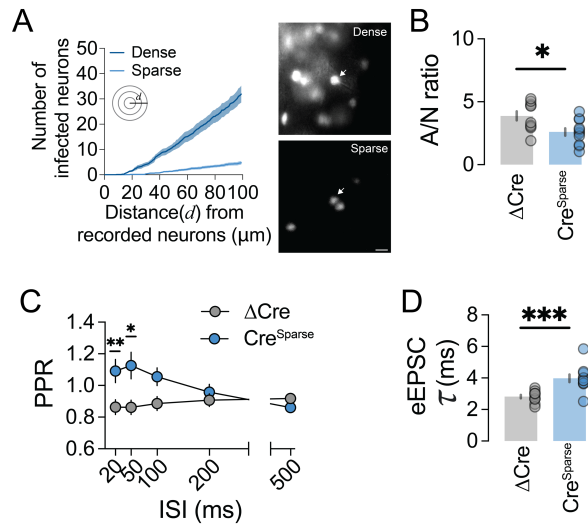 A
Number of
infected neurons
50
40
30
20
10
0
Dense
Sparse
d
0 20 40 60 80 100
Distance(d) from
recorded neurons (μm)
Dense
Sparse
B
A/N ratio
10
5
0
*
ΔCre
Cre^Sparse
C
ΔCre
Cre^Sparse
PPR
1.4
1.2
1.0
0.8
0.6
** *
20 50 100 200 500
ISI (ms)
D
eEPSC
τ (ms)
8
6
4
2
0
***
ΔCre
Cre^Sparse